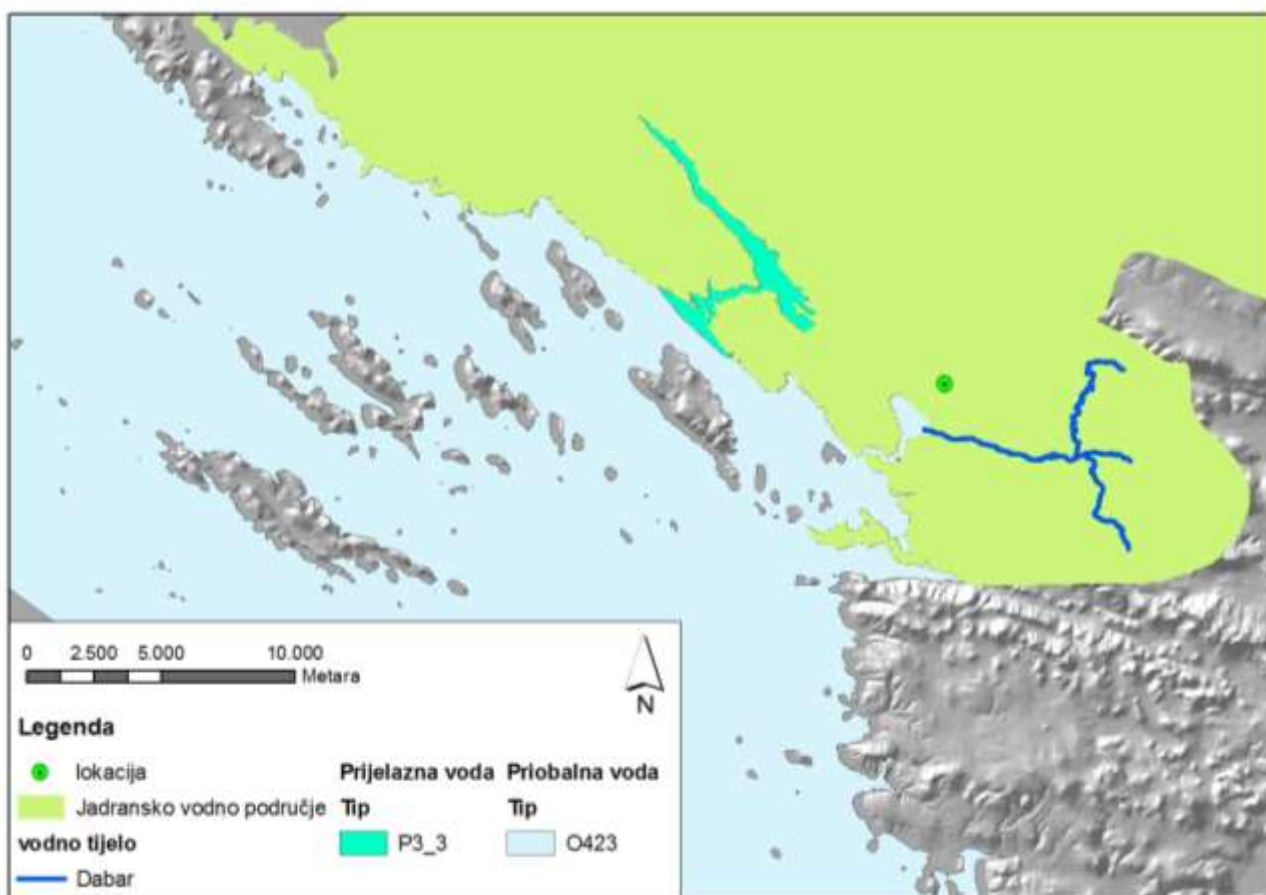 0 2.500 5.000 10.000
Metara
N
Legenda
lokacija
Jadransko vodno područje
vodno tijelo
Dabar
Prijelazna voda
Tip
P3_3
Priobalna voda
Tip
O423